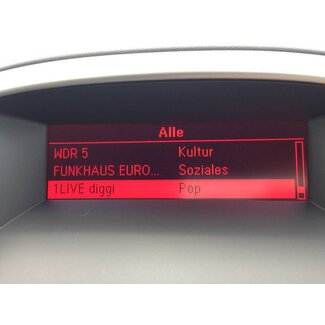 Alle
WDR 5 Kultur
FUNKHAUS EURO... Soziales
1LIVE diggi Pop